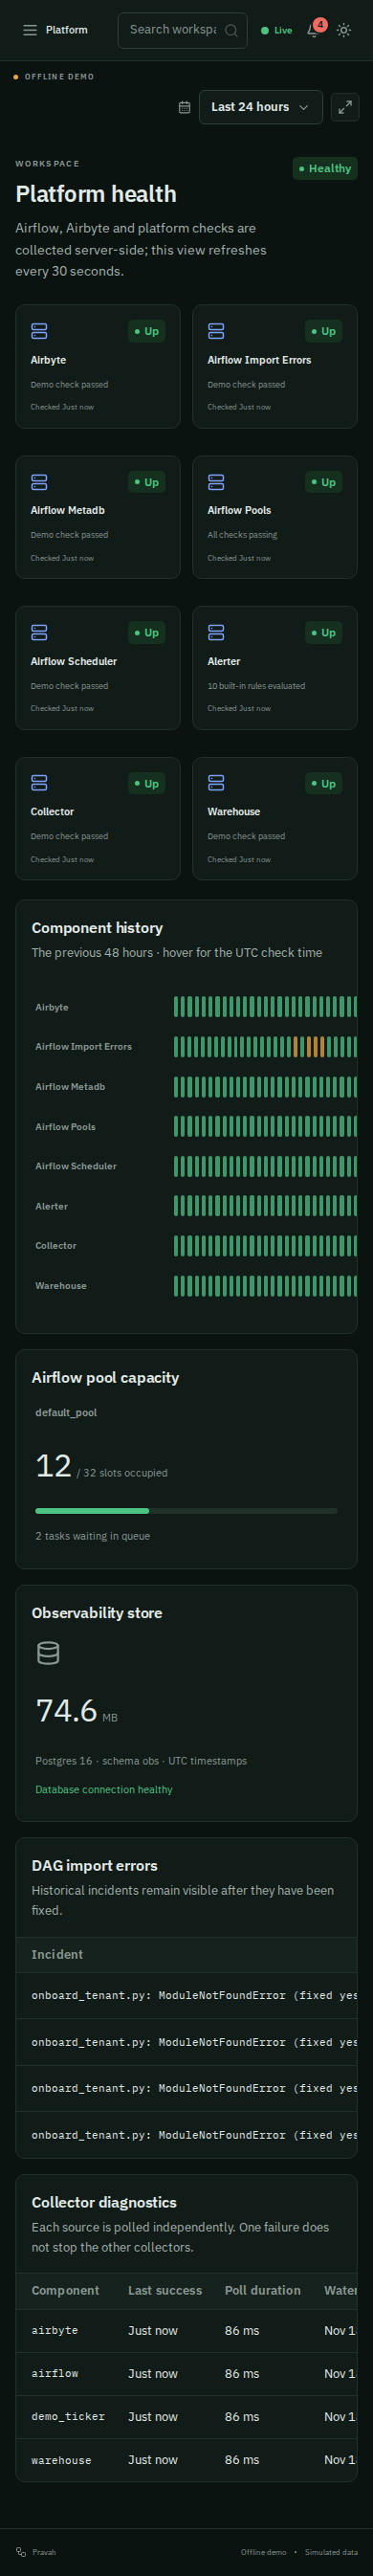 Platform
Search workspa
Live
4
OFFLINE DEMO
Last 24 hours
WORKSPACE
Healthy
Platform health
Airflow, Airbyte and platform checks are
collected server-side; this view refreshes
every 30 seconds.
Up
Airbyte
Demo check passed
Checked Just now
Up
Airflow Import Errors
Demo check passed
Checked Just now
Up
Airflow Metadb
Demo check passed
Checked Just now
Up
Airflow Pools
All checks passing
Checked Just now
Up
Airflow Scheduler
Demo check passed
Checked Just now
Up
Alerter
10 built-in rules evaluated
Checked Just now
Up
Collector
Demo check passed
Checked Just now
Up
Warehouse
Demo check passed
Checked Just now
Component history
The previous 48 hours · hover for the UTC check time
Airbyte
Airflow Import Errors
Airflow Metadb
Airflow Pools
Airflow Scheduler
Alerter
Collector
Warehouse
Airflow pool capacity
default_pool
12 / 32 slots occupied
2 tasks waiting in queue
Observability store
74.6 MB
Postgres 16 · schema obs · UTC timestamps
Database connection healthy
DAG import errors
Historical incidents remain visible after they have been
fixed.
Incident
onboard_tenant.py: ModuleNotFoundError (fixed yes
onboard_tenant.py: ModuleNotFoundError (fixed yes
onboard_tenant.py: ModuleNotFoundError (fixed yes
onboard_tenant.py: ModuleNotFoundError (fixed yes
Collector diagnostics
Each source is polled independently. One failure does
not stop the other collectors.
Component Last success Poll duration Water
airbyte Just now 86 ms Nov 1
airflow Just now 86 ms Nov 1
demo_ticker Just now 86 ms Nov 1
warehouse Just now 86 ms Nov 1
Pravah
Offline demo • Simulated data